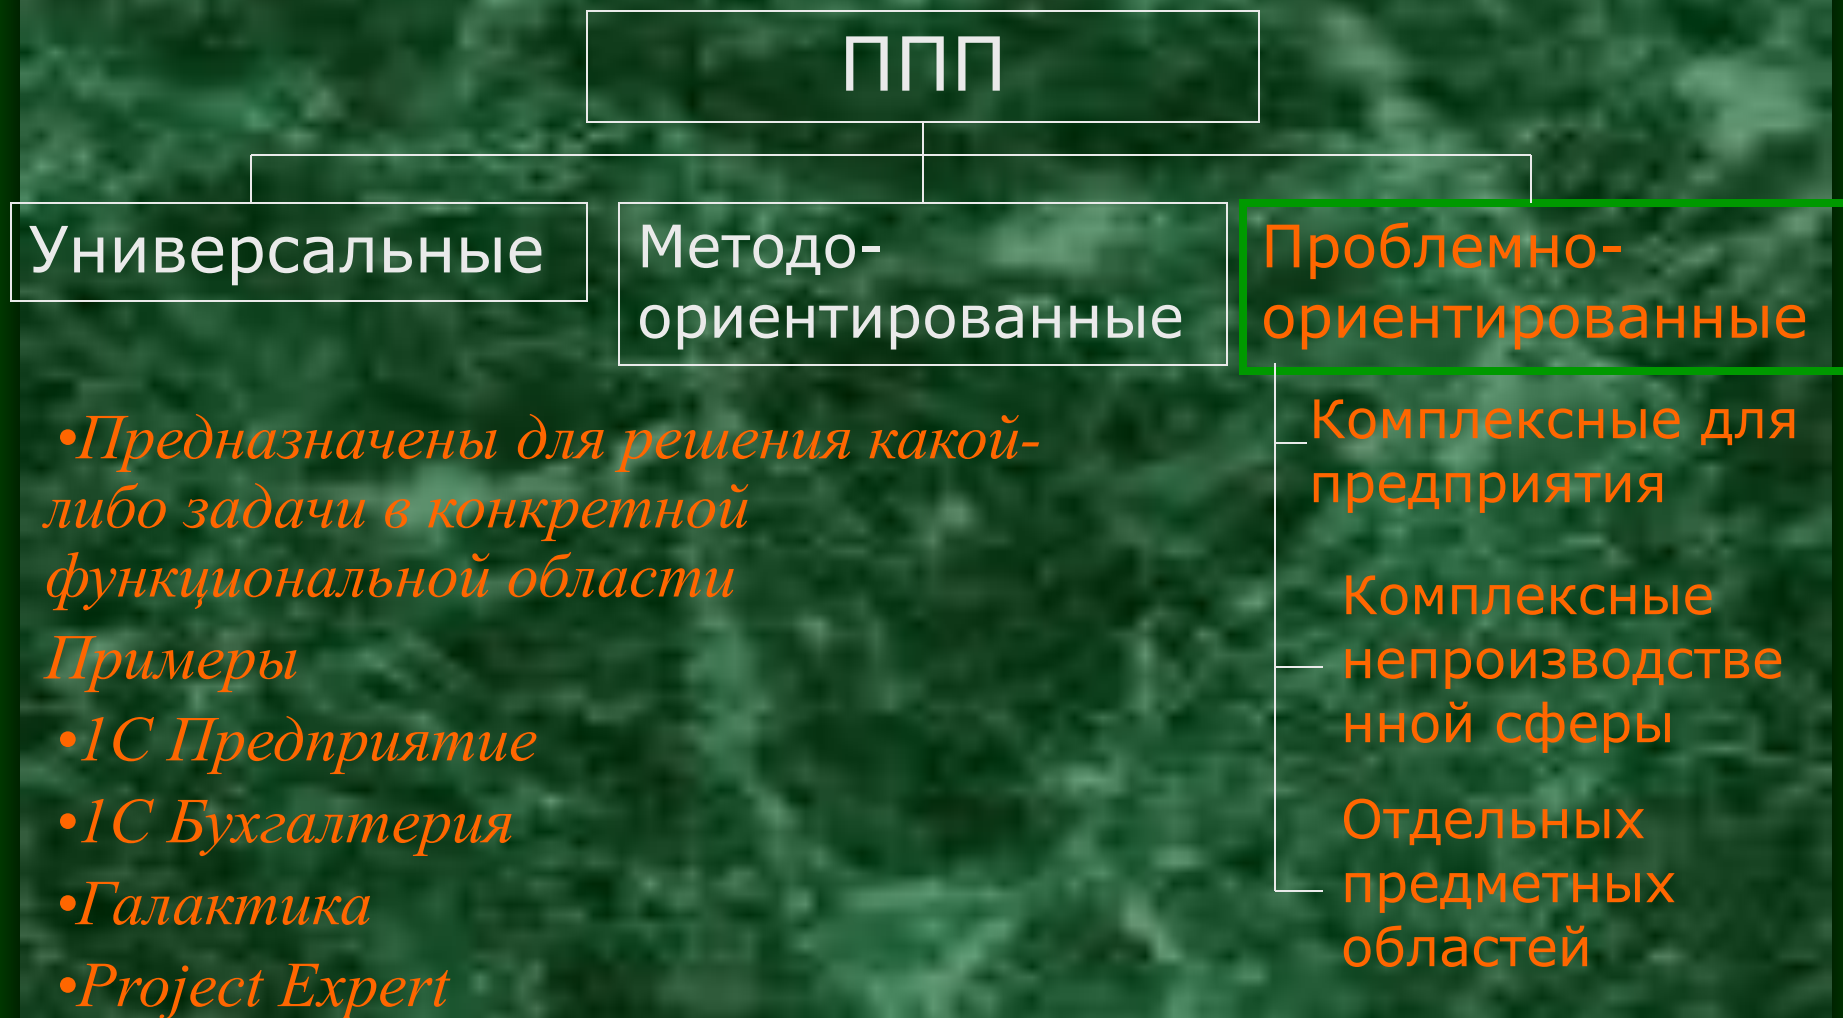 ППП
Универсальные
Методо-
ориентированные
Проблемно-
ориентированные
•Предназначены для решения какой-
либо задачи в конкретной
функциональной области
Примеры
•1С Предприятие
•1С Бухгалтерия
•Галактика
•Project Expert
Комплексные для
предприятия
Комплексные
непроизводстве
нной сферы
Отдельных
предметных
областей